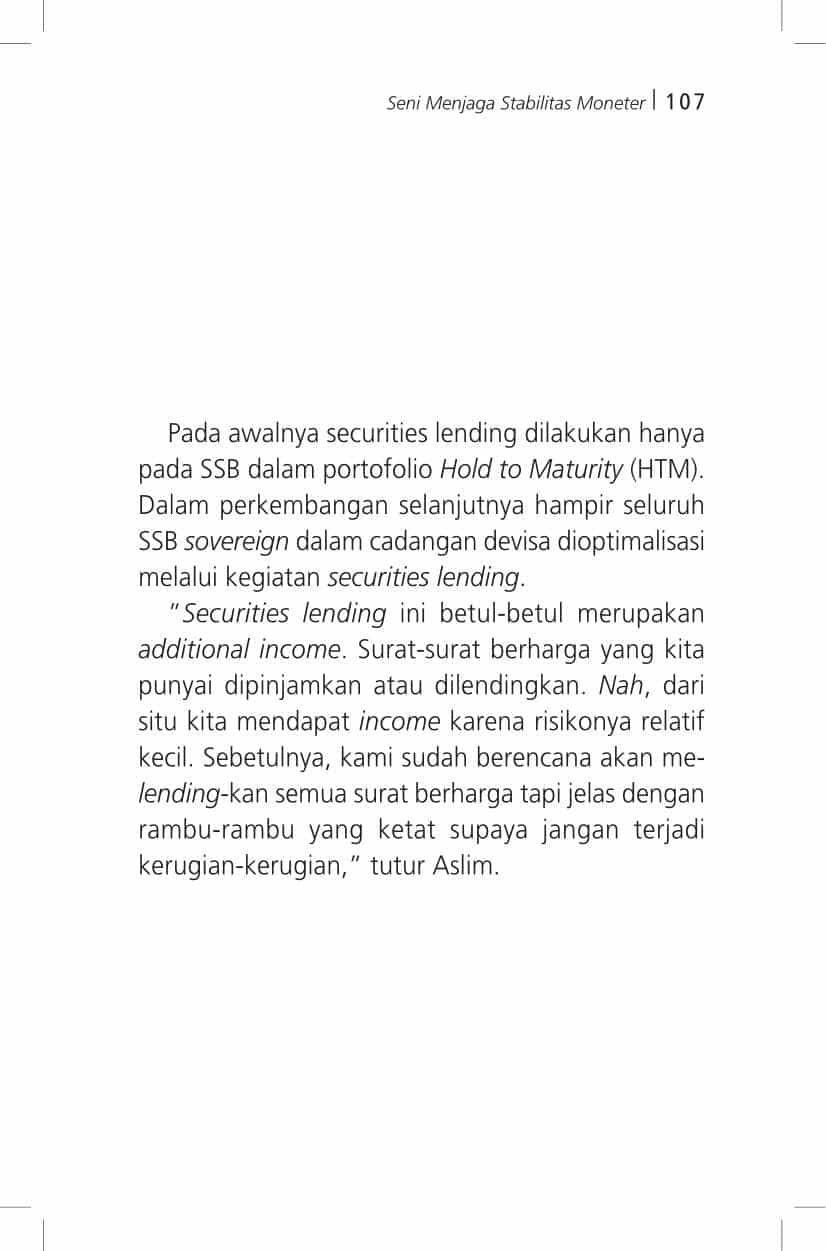 Seni Menjaga Stabilitas Moneter | 107
Pada awalnya securities lending dilakukan hanya
pada SSB dalam portofolio Hold to Maturity (HTM).
Dalam perkembangan selanjutnya hampir seluruh
SSB sovereign dalam cadangan devisa dioptimalisasi
melalui kegiatan securities lending.
"Securities lending ini betul-betul merupakan
additional income. Surat-surat berharga yang kita
punyai dipinjamkan atau dilendingkan. Nah, dari
situ kita mendapat income karena risikonya relatif
kecil. Sebetulnya, kami sudah berencana akan me-
lending-kan semua surat berharga tapi jelas dengan
rambu-rambu yang ketat supaya jangan terjadi
kerugian-kerugian," tutur Aslim.